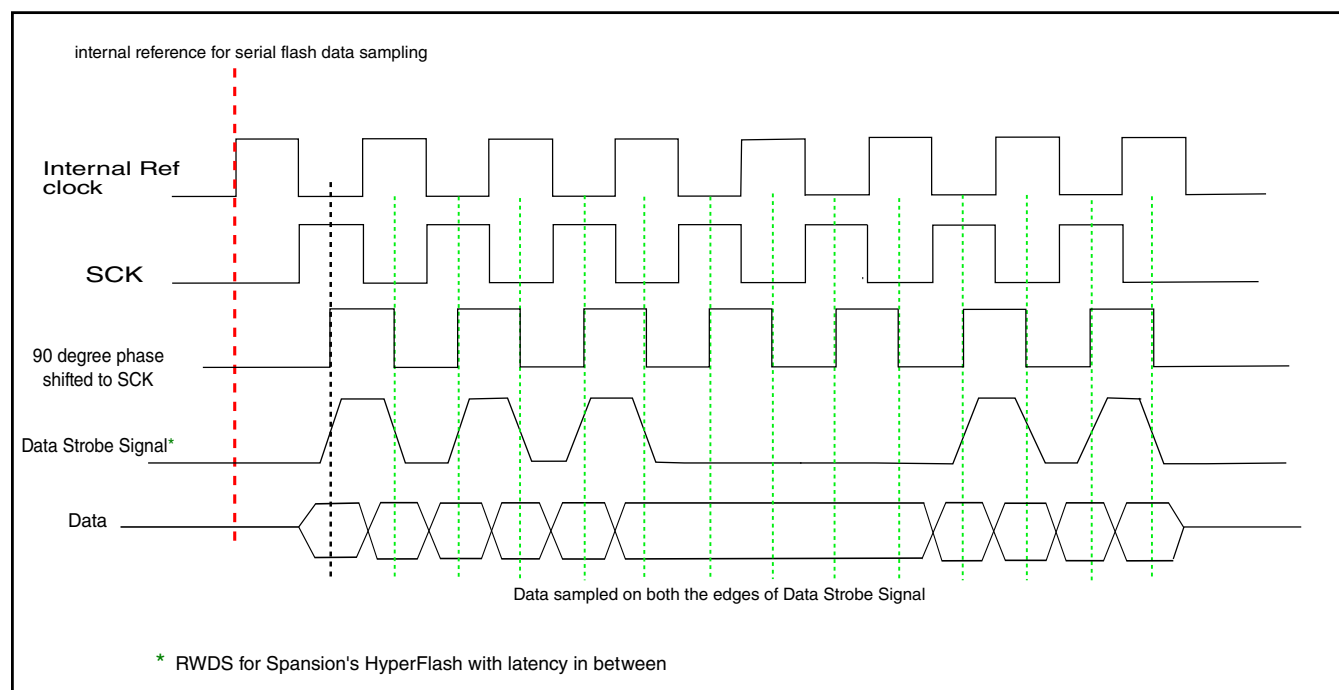 internal reference for serial flash data sampling
Internal Ref
clock
SCK
90 degree phase
shifted to SCK
Data Strobe Signal*
Data
Data sampled on both the edges of Data Strobe Signal
* RWDS for Spansion's HyperFlash with latency in between